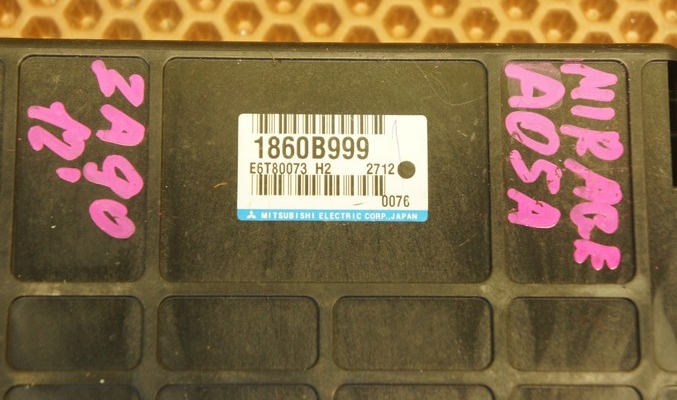 3A90
12'
1860B999
E6T80073 H2 2712
0076
MITSUBISHI ELECTRIC CORP.,JAPAN
MIRAGE
A05A